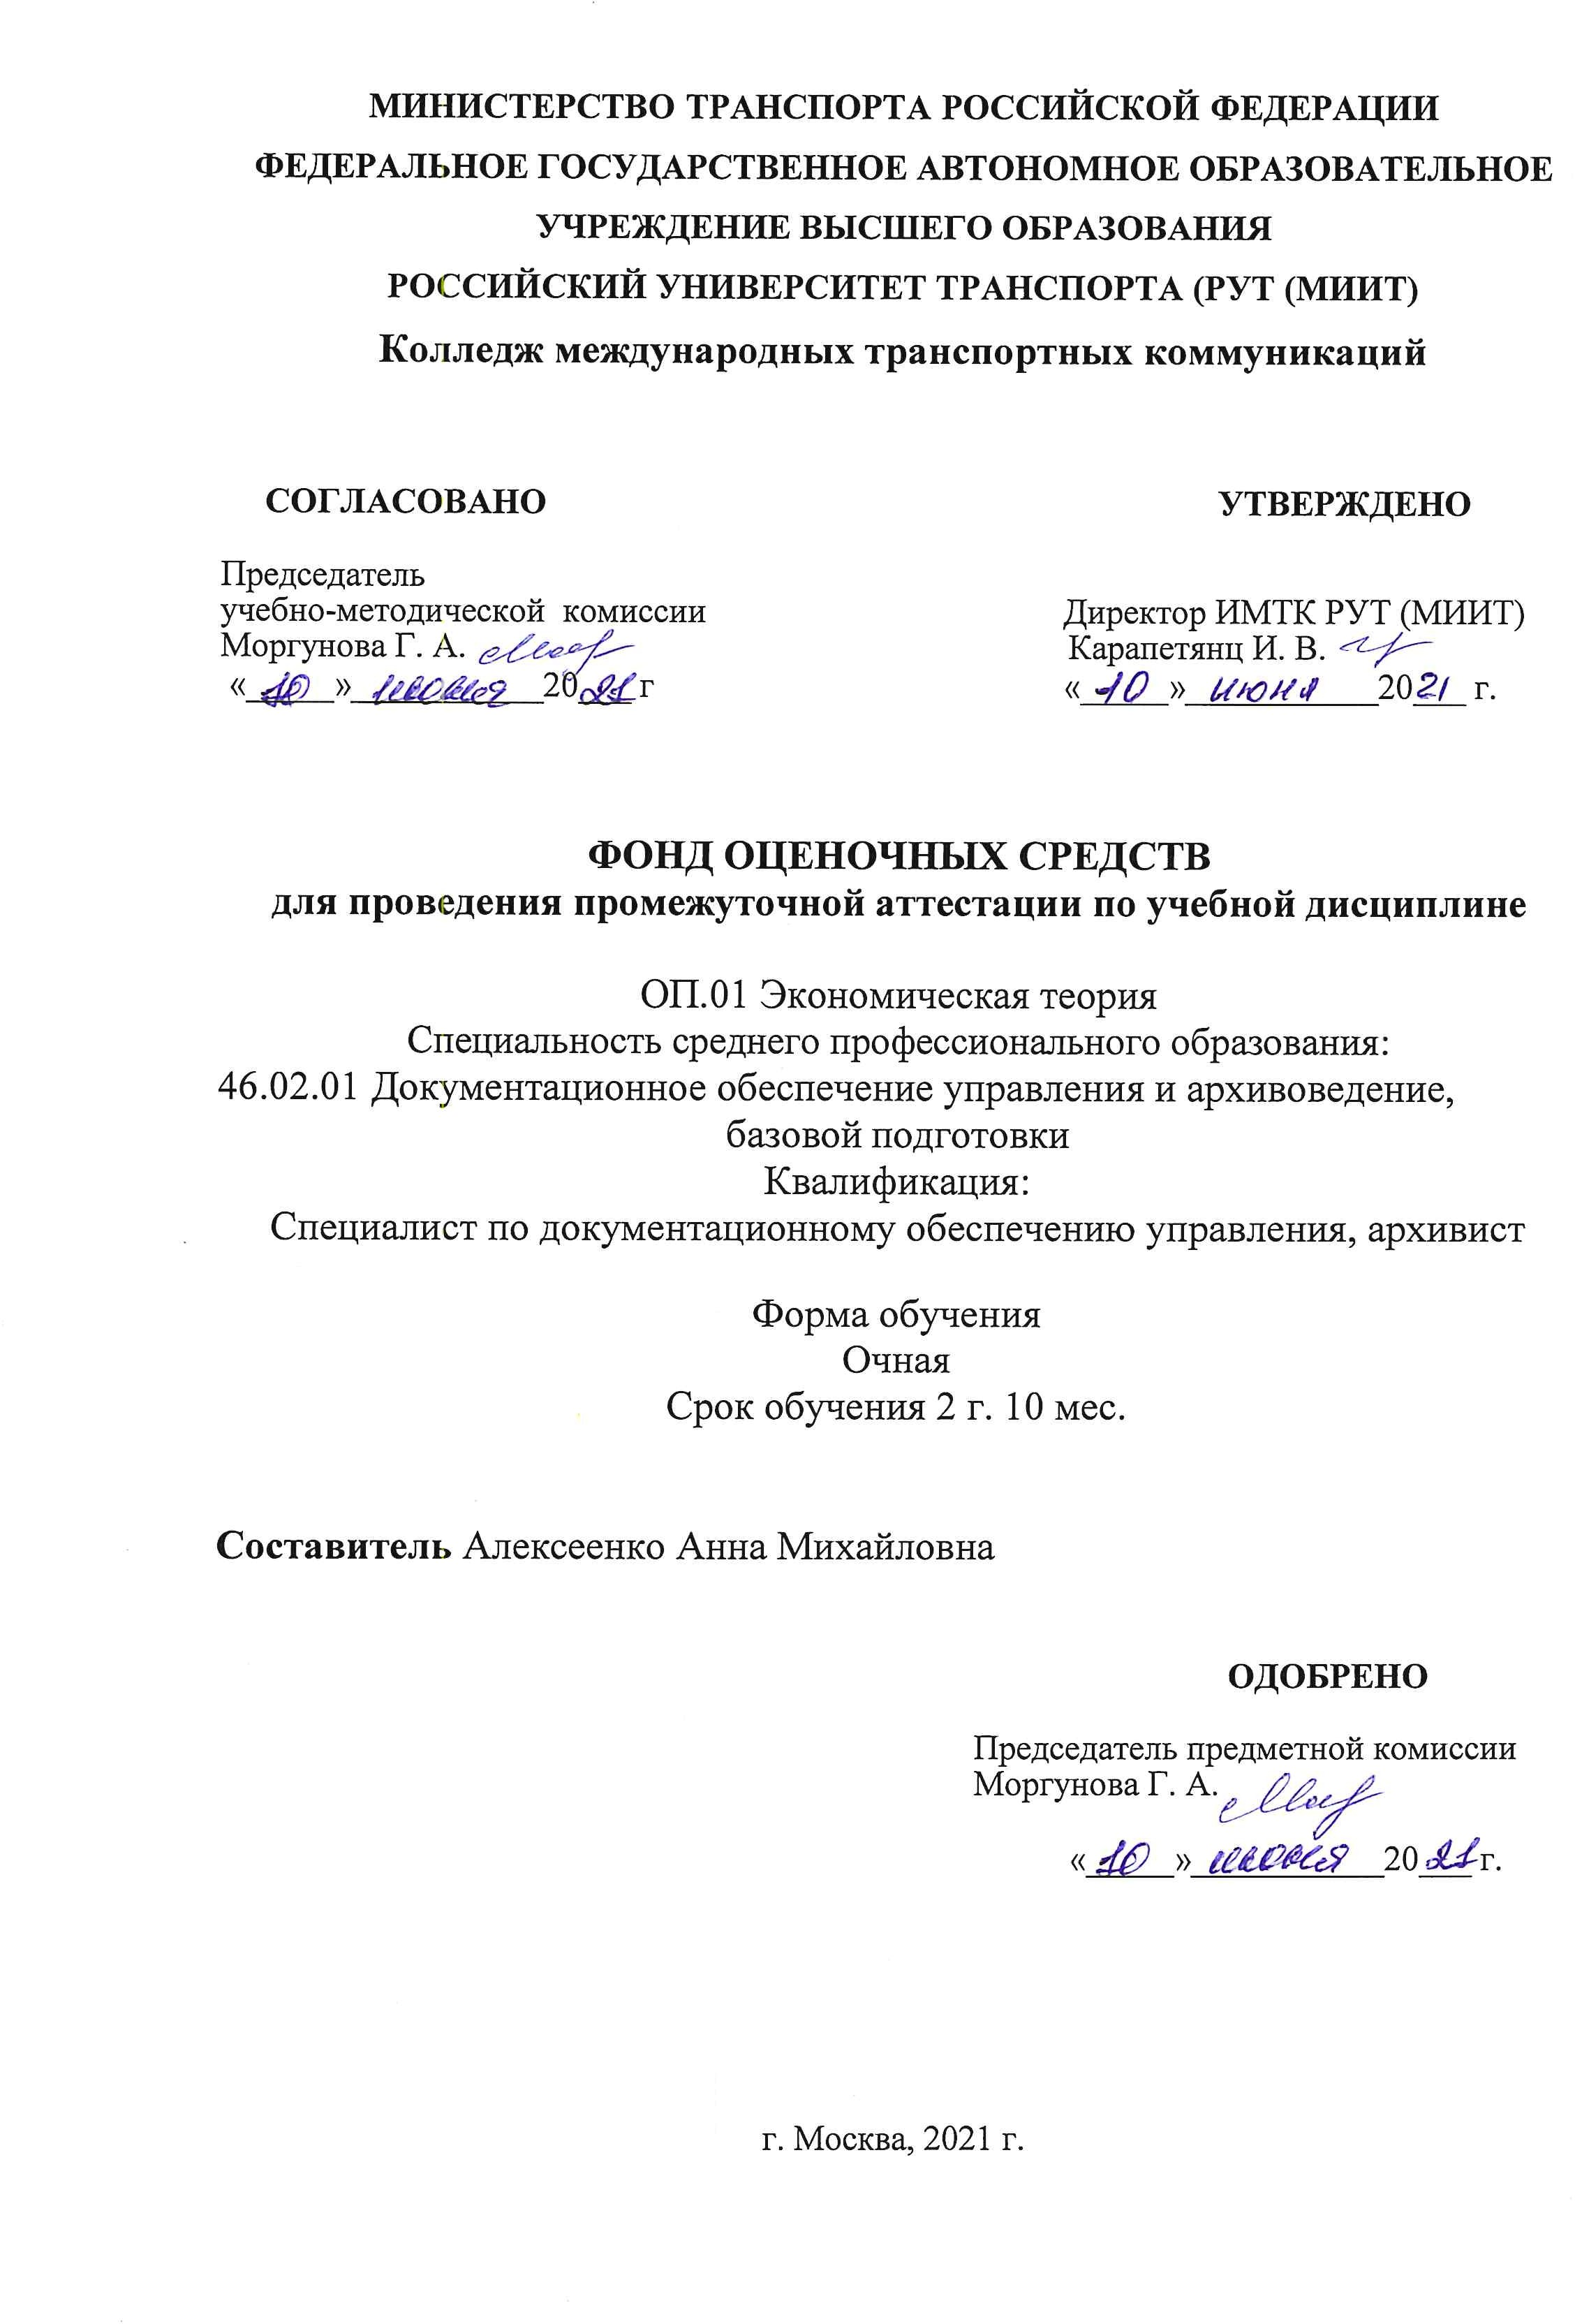 МИНИСТЕРСТВО ТРАНСПОРТА РОССИЙСКОЙ ФЕДЕРАЦИИ
ФЕДЕРАЛЬНОЕ ГОСУДАРСТВЕННОЕ АВТОНОМНОЕ ОБРАЗОВАТЕЛЬНОЕ
УЧРЕЖДЕНИЕ ВЫСШЕГО ОБРАЗОВАНИЯ
РОССИЙСКИЙ УНИВЕРСИТЕТ ТРАНСПОРТА (РУТ (МИИТ)
Колледж международных транспортных коммуникаций
СОГЛАСОВАНО
Председатель
учебно-методической комиссии
Моргунова Г. А.
«10» июня 2021 г
УТВЕРЖДЕНО
Директор ИМТК РУТ (МИИТ)
Карапетянц И. В.
«10» июня 2021 г.
ФОНД ОЦЕНОЧНЫХ СРЕДСТВ
для проведения промежуточной аттестации по учебной дисциплине
ОП.01 Экономическая теория
Специальность среднего профессионального образования:
46.02.01 Документационное обеспечение управления и архивоведение,
базовой подготовки
Квалификация:
Специалист по документационному обеспечению управления, архивист
Форма обучения
Очная
Срок обучения 2 г. 10 мес.
Составитель Алексеенко Анна Михайловна
ОДОБРЕНО
Председатель предметной комиссии
Моргунова Г. А.
«10» июня 2021 г.
г. Москва, 2021 г.